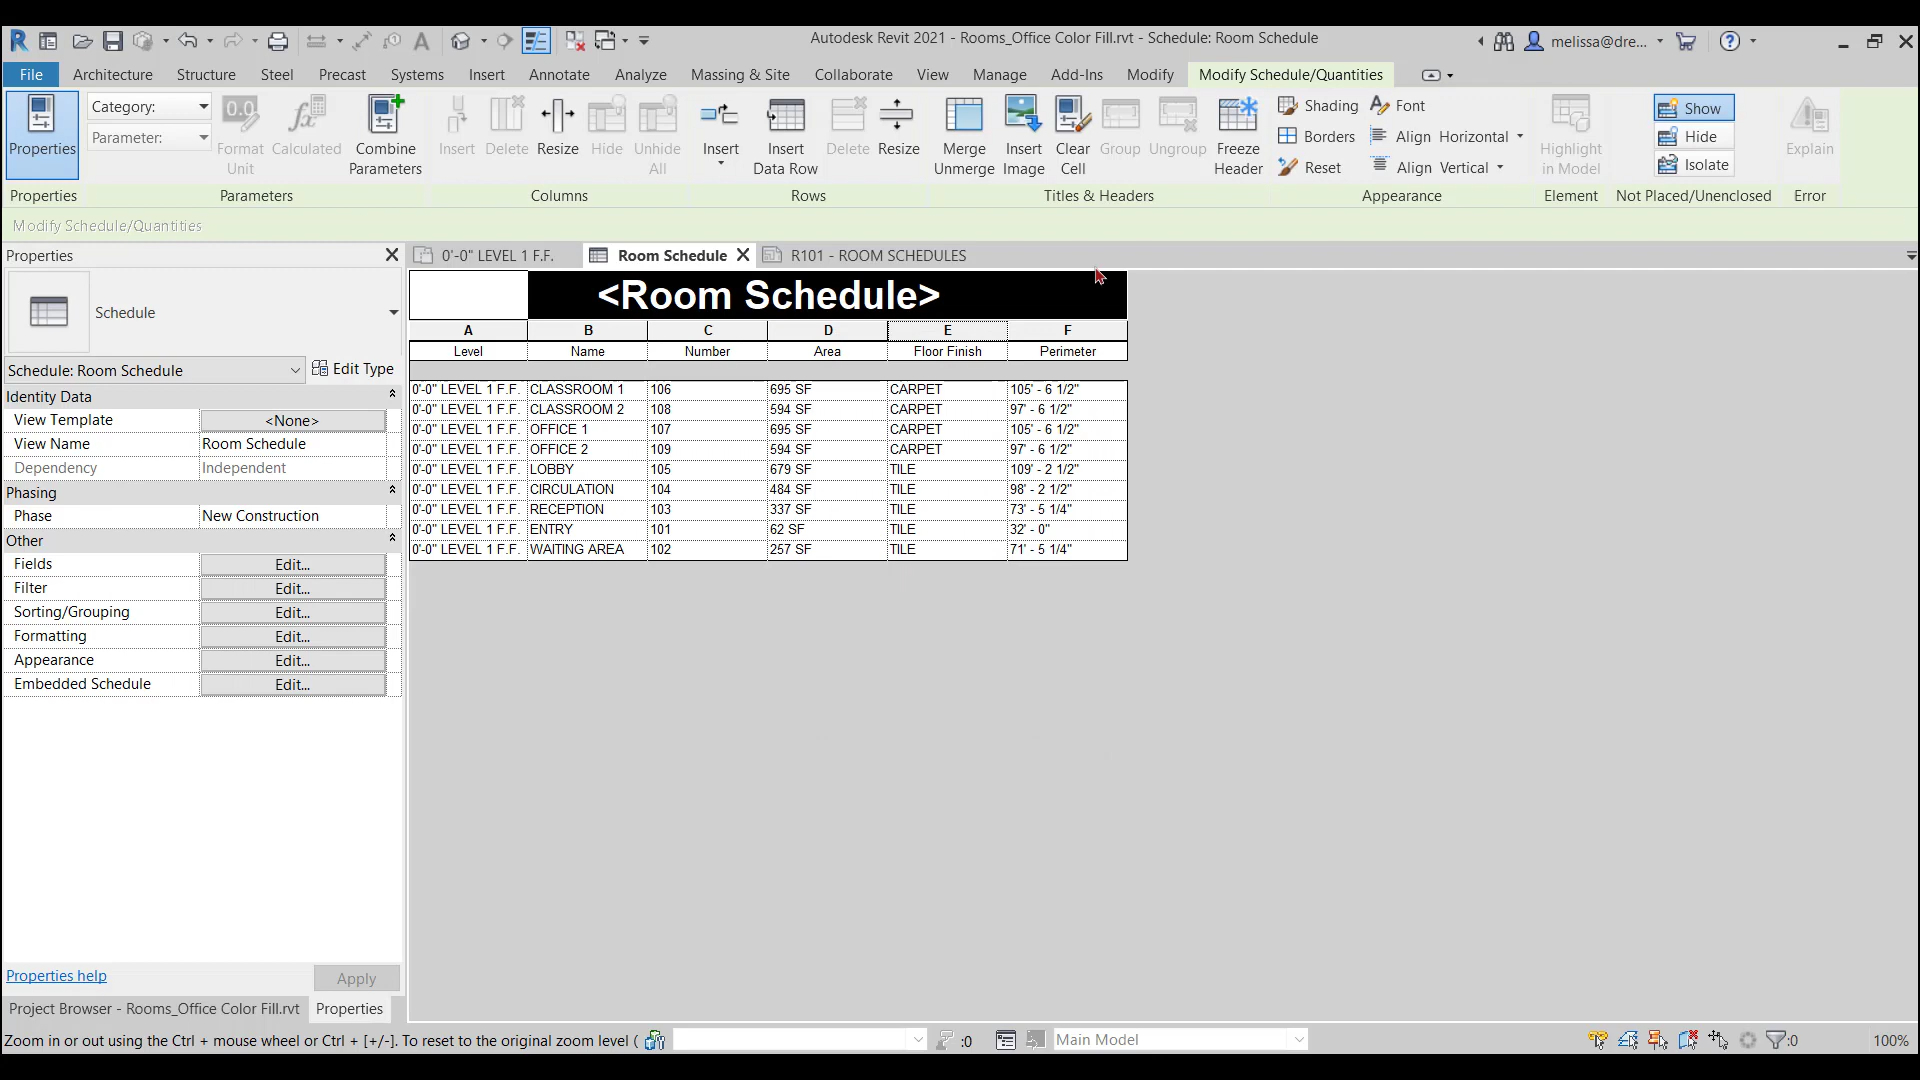 Autodesk Revit 2021 - Rooms_Office Color Fill.rvt - Schedule: Room Schedule
melissa@dre...
File Architecture Structure Steel Precast Systems Insert Annotate Analyze Massing & Site Collaborate View Manage Add-Ins Modify Modify Schedule/Quantities
Properties
Category:
Parameter:
Format Unit
Calculated
Combine Parameters
Insert
Delete
Resize
Hide
Unhide All
Insert
Insert Data Row
Delete
Resize
Merge Unmerge
Insert Image
Clear Cell
Group
Ungroup
Freeze Header
Shading
Borders
Reset
Font
Align Horizontal
Align Vertical
Highlight in Model
Show
Hide
Isolate
Explain
Properties Parameters Columns Rows Titles & Headers Appearance Element Not Placed/Unenclosed Error
Modify Schedule/Quantities
Properties
Schedule
Schedule: Room Schedule Edit Type
Identity Data
View Template <None>
View Name Room Schedule
Dependency Independent
Phasing
Phase New Construction
Other
Fields Edit...
Filter Edit...
Sorting/Grouping Edit...
Formatting Edit...
Appearance Edit...
Embedded Schedule Edit...
Properties help Apply
Project Browser - Rooms_Office Color Fill.rvt Properties
0'-0" LEVEL 1 F.F. Room Schedule R101 - ROOM SCHEDULES
<Room Schedule>
A B C D E F
Level Name Number Area Floor Finish Perimeter
0'-0" LEVEL 1 F.F. CLASSROOM 1 106 695 SF CARPET 105' - 6 1/2"
0'-0" LEVEL 1 F.F. CLASSROOM 2 108 594 SF CARPET 97' - 6 1/2"
0'-0" LEVEL 1 F.F. OFFICE 1 107 695 SF CARPET 105' - 6 1/2"
0'-0" LEVEL 1 F.F. OFFICE 2 109 594 SF CARPET 97' - 6 1/2"
0'-0" LEVEL 1 F.F. LOBBY 105 679 SF TILE 109' - 2 1/2"
0'-0" LEVEL 1 F.F. CIRCULATION 104 484 SF TILE 98' - 2 1/2"
0'-0" LEVEL 1 F.F. RECEPTION 103 337 SF TILE 73' - 5 1/4"
0'-0" LEVEL 1 F.F. ENTRY 101 62 SF TILE 32' - 0"
0'-0" LEVEL 1 F.F. WAITING AREA 102 257 SF TILE 71' - 5 1/4"
Zoom in or out using the Ctrl + mouse wheel or Ctrl + [+/-]. To reset to the original zoom level ( :0 Main Model :0 100%